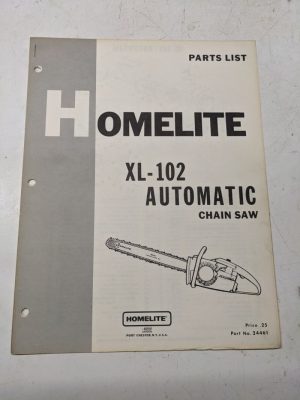 PARTS LIST
HOMELITE
XL-102
AUTOMATIC
CHAIN SAW
HOMELITE
PORT CHESTER, N.Y., U.S.A.
Price .25
Part No. 24461